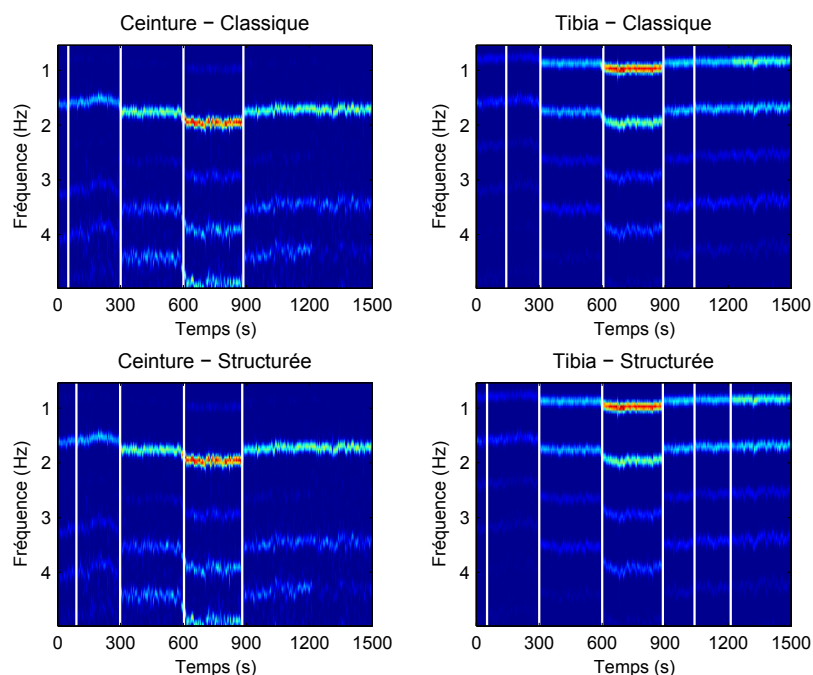 Ceinture − Classique
Fréquence (Hz)
1
2
3
4
0 300 600 900 1200 1500
Temps (s)
Tibia − Classique
Fréquence (Hz)
1
2
3
4
0 300 600 900 1200 1500
Temps (s)
Ceinture − Structurée
Fréquence (Hz)
1
2
3
4
0 300 600 900 1200 1500
Temps (s)
Tibia − Structurée
Fréquence (Hz)
1
2
3
4
0 300 600 900 1200 1500
Temps (s)